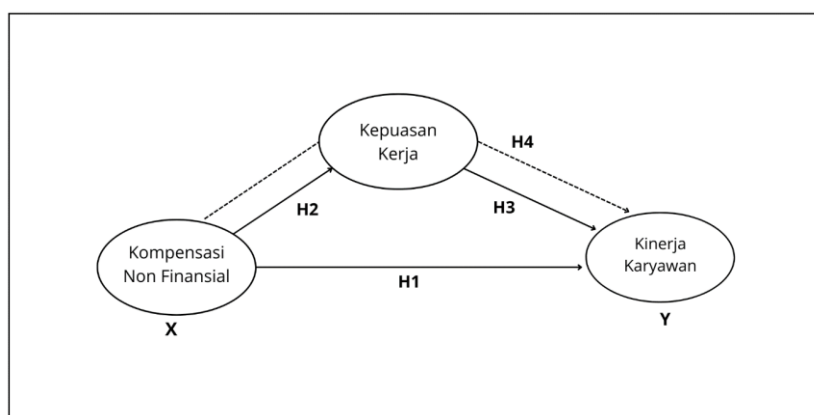 Kepuasan
Kerja
H4
H2
H3
Kompensasi
Non Finansial
Kinerja
Karyawan
H1
X
Y